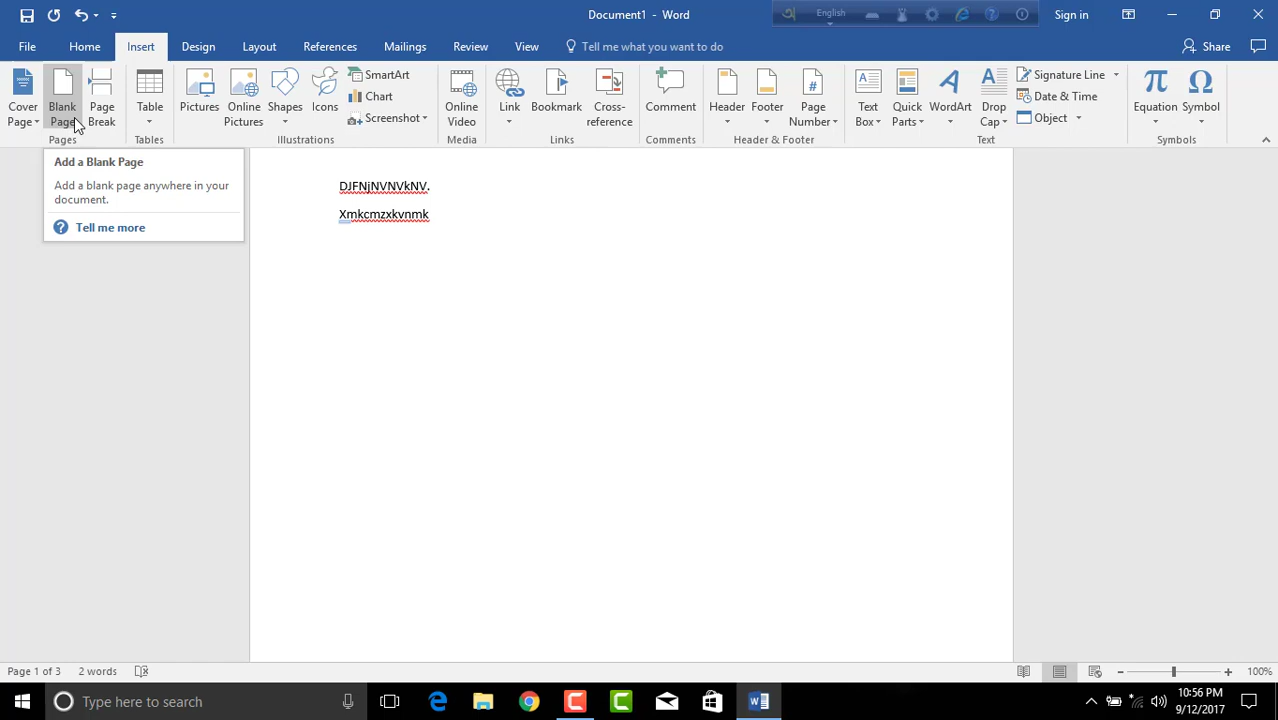 Document1 - Word
English
Sign in
File
Home
Insert
Design
Layout
References
Mailings
Review
View
Tell me what you want to do
Share
Cover
Page
Blank
Page
Page
Break
Pages
Table
Tables
Pictures
Online
Pictures
Shapes
Icons
SmartArt
Chart
Screenshot
Illustrations
Online
Video
Media
Link
Bookmark
Cross-
reference
Links
Comment
Comments
Header
Footer
Page
Number
Header & Footer
Text
Box
Quick
Parts
WordArt
Drop
Cap
Signature Line
Date & Time
Object
Text
Equation
Symbol
Symbols
Add a Blank Page
Add a blank page anywhere in your
document.
Tell me more
DJFNjNVNVkNV.
Xmkcmzxkvnmk
Page 1 of 3
2 words
100%
Type here to search
10:56 PM
9/12/2017